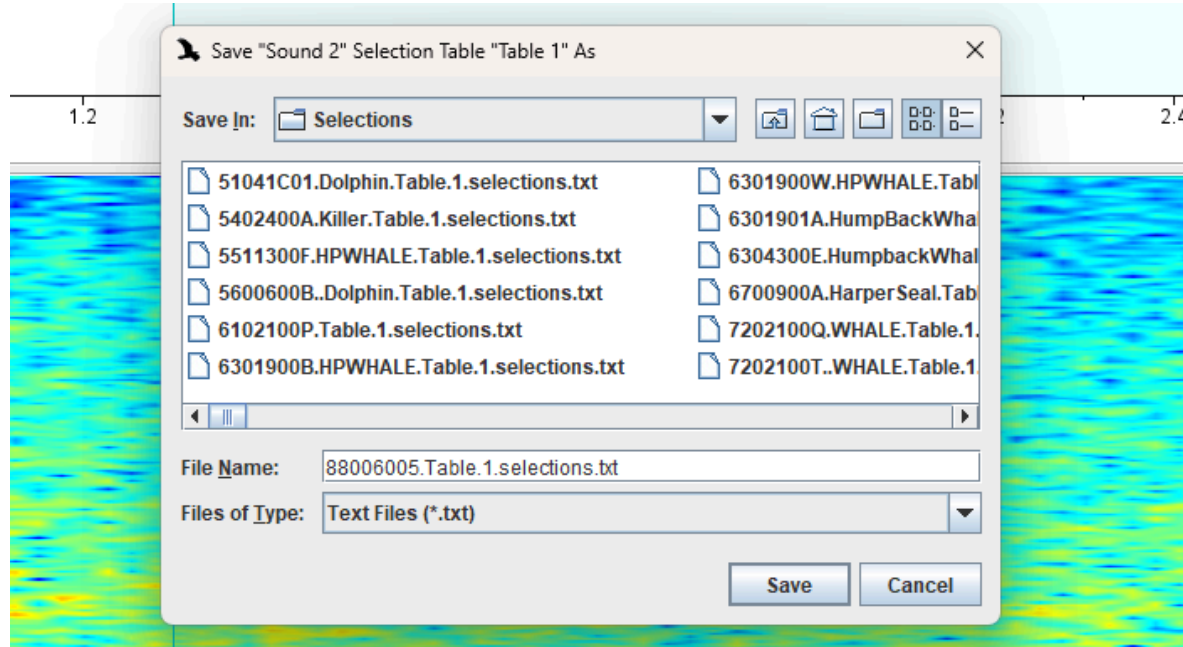 Save "Sound 2" Selection Table "Table 1" As
1.2
2.4
Save In: Selections
51041C01.Dolphin.Table.1.selections.txt
5402400A.Killer.Table.1.selections.txt
5511300F.HPWHALE.Table.1.selections.txt
5600600B..Dolphin.Table.1.selections.txt
6102100P.Table.1.selections.txt
6301900B.HPWHALE.Table.1.selections.txt
6301900W.HPWHALE.Tabl
6301901A.HumpBackWhal
6304300E.HumpbackWhal
6700900A.HarperSeal.Tabl
7202100Q.WHALE.Table.1.
7202100T..WHALE.Table.1.
File Name: 88006005.Table.1.selections.txt
Files of Type: Text Files (*.txt)
Save Cancel